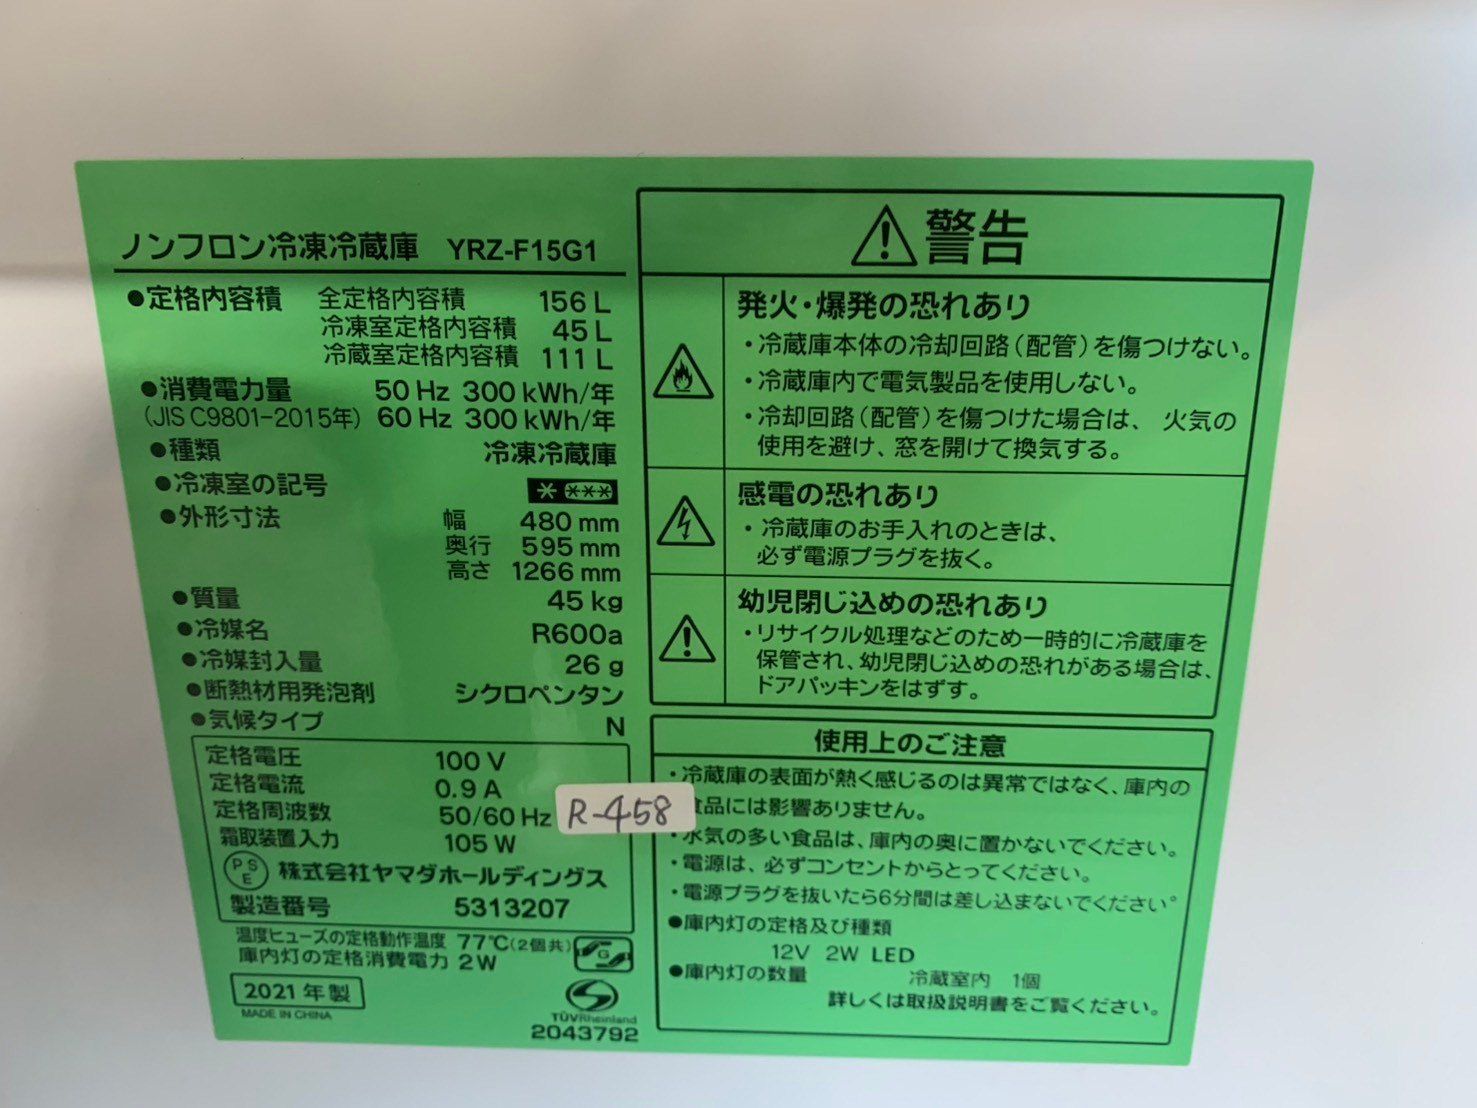 ノンフロン冷凍冷蔵庫 YRZ-F15G1
●定格内容積 全定格内容積 156 L
冷凍室定格内容積 45 L
冷蔵室定格内容積 111 L
●消費電力量 50 Hz 300 kWh/年
(JIS C9801-2015年) 60 Hz 300 kWh/年
●種類 冷凍冷蔵庫
●冷凍室の記号
●外形寸法 幅 480 mm
奥行 595 mm
高さ 1266 mm
●質量 45 kg
●冷媒名 R600a
●冷媒封入量 26 g
●断熱材用発泡剤 シクロペンタン
●気候タイプ N
定格電圧 100 V
定格電流 0.9 A
定格周波数 50/60 Hz
霜取装置入力 105 W
PSE 株式会社ヤマダホールディングス
製造番号 5313207
温度ヒューズの定格動作温度 77℃(2個共)
庫内灯の定格消費電力 2W
G
2021年製
MADE IN CHINA
TÜVRheinland
2043792
R-458
警告
発火・爆発の恐れあり
・冷蔵庫本体の冷却回路(配管)を傷つけない。
・冷蔵庫内で電気製品を使用しない。
・冷却回路(配管)を傷つけた場合は、火気の
使用を避け、窓を開けて換気する。
感電の恐れあり
・冷蔵庫のお手入れのときは、
必ず電源プラグを抜く。
幼児閉じ込めの恐れあり
・リサイクル処理などのため一時的に冷蔵庫を
保管され、幼児閉じ込めの恐れがある場合は、
ドアパッキンをはずす。
使用上のご注意
・冷蔵庫の表面が熱く感じるのは異常ではなく、庫内の
食品には影響ありません。
・水気の多い食品は、庫内の奥に置かないでください。
・電源は、必ずコンセントからとってください。
・電源プラグを抜いたら6分間は差し込まないでください。
●庫内灯の定格及び種類
12V 2W LED
●庫内灯の数量 冷蔵室内 1個
詳しくは取扱説明書をご覧ください。